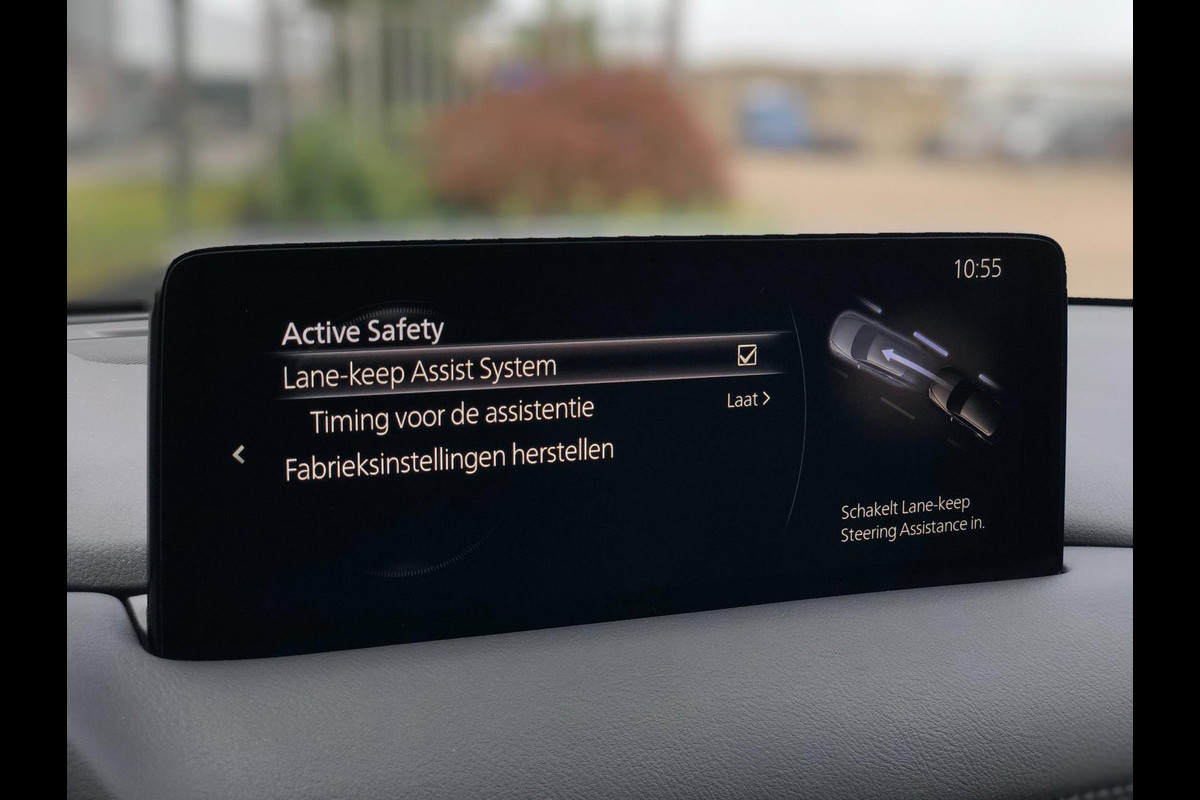 10:55
Active Safety
Lane-keep Assist System
Timing voor de assistentie Laat >
Fabrieksinstellingen herstellen
Schakelt Lane-keep
Steering Assistance in.